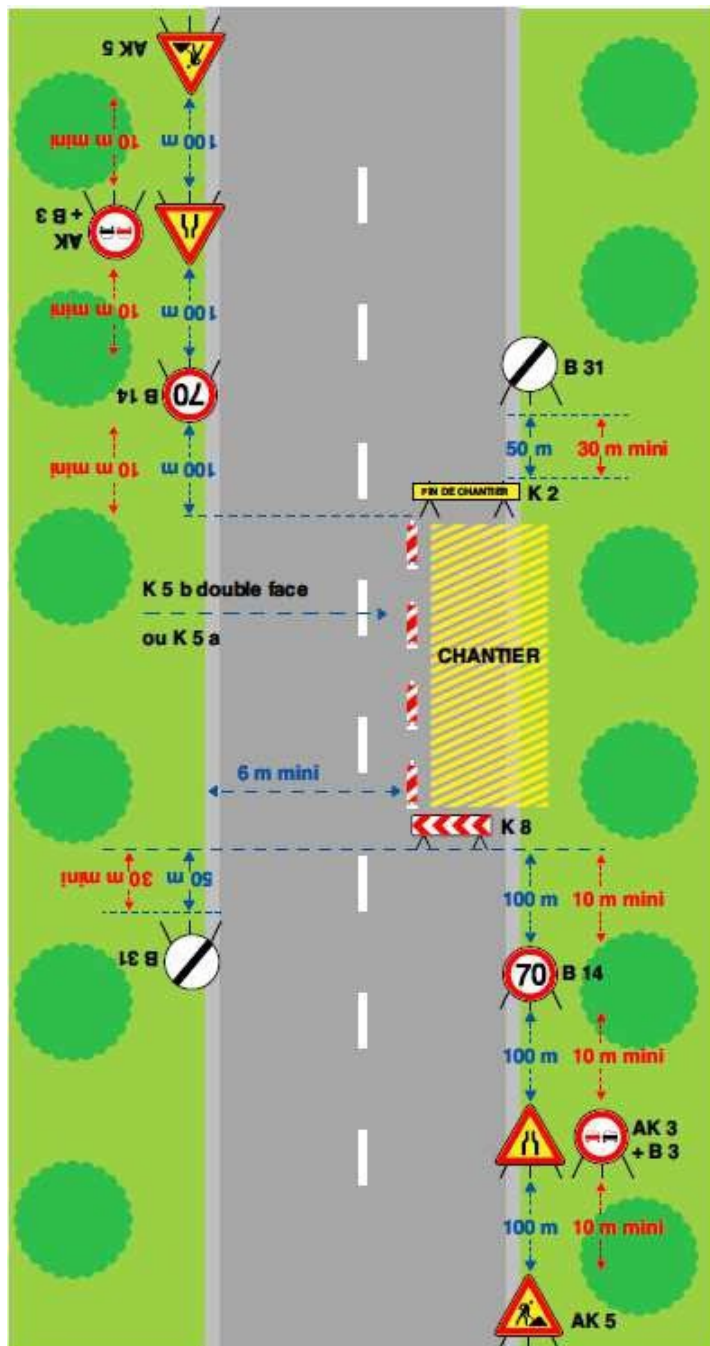 AK 5
10 m mini
100 m
AK
+ B 3
10 m mini
100 m
70
B 14
10 m mini
100 m
B 31
50 m
30 m mini
FIN DE CHANTIER
K 2
K 5 b double face
ou K 5 a
CHANTIER
6 m mini
K 8
30 m mini
50 m
B 31
100 m
10 m mini
70
B 14
100 m
10 m mini
AK 3
+ B 3
100 m
10 m mini
AK 5